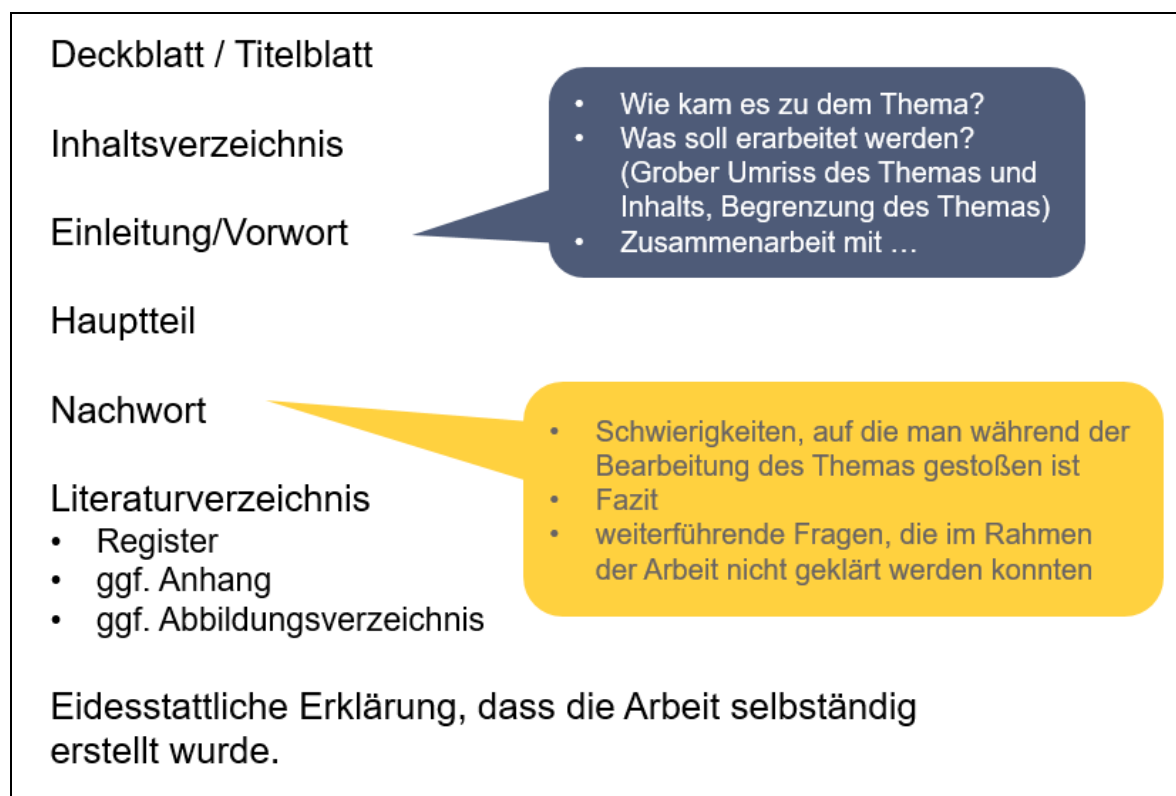 Deckblatt / Titelblatt
Inhaltsverzeichnis
Einleitung/Vorwort
• Wie kam es zu dem Thema?
• Was soll erarbeitet werden?
(Grober Umriss des Themas und
Inhalts, Begrenzung des Themas)
• Zusammenarbeit mit …
Hauptteil
Nachwort
• Schwierigkeiten, auf die man während der
Bearbeitung des Themas gestoßen ist
• Fazit
• weiterführende Fragen, die im Rahmen
der Arbeit nicht geklärt werden konnten
Literaturverzeichnis
• Register
• ggf. Anhang
• ggf. Abbildungsverzeichnis
Eidesstattliche Erklärung, dass die Arbeit selbständig
erstellt wurde.